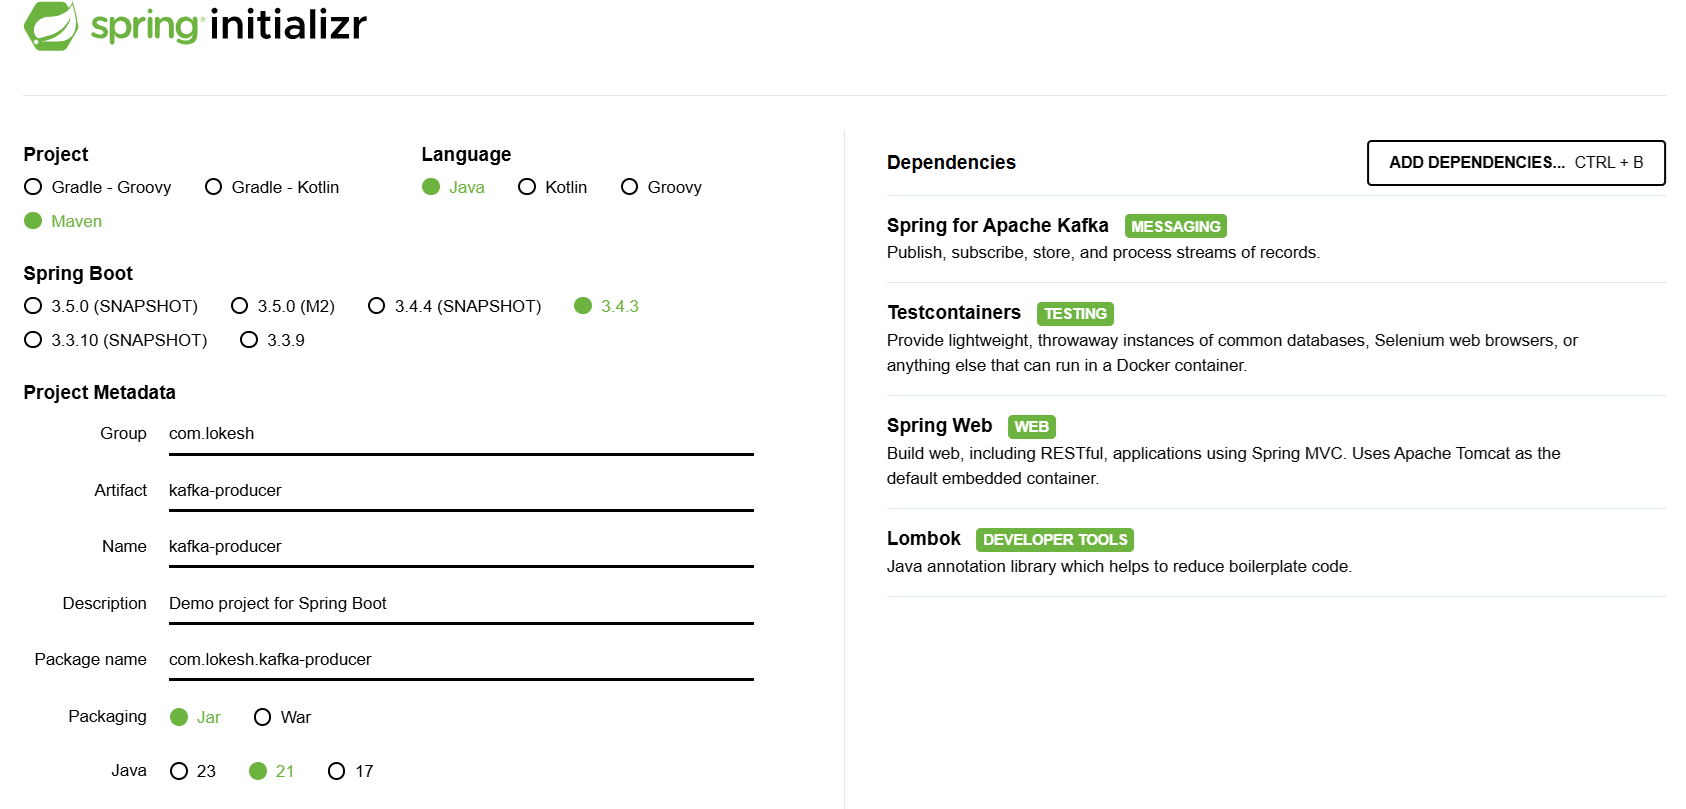 spring initializr
Project
Gradle - Groovy Gradle - Kotlin
Maven
Language
Java Kotlin Groovy
Spring Boot
3.5.0 (SNAPSHOT) 3.5.0 (M2) 3.4.4 (SNAPSHOT) 3.4.3
3.3.10 (SNAPSHOT) 3.3.9
Project Metadata
Group com.lokesh
Artifact kafka-producer
Name kafka-producer
Description Demo project for Spring Boot
Package name com.lokesh.kafka-producer
Packaging Jar War
Java 23 21 17
Dependencies ADD DEPENDENCIES... CTRL + B
Spring for Apache Kafka MESSAGING
Publish, subscribe, store, and process streams of records.
Testcontainers TESTING
Provide lightweight, throwaway instances of common databases, Selenium web browsers, or
anything else that can run in a Docker container.
Spring Web WEB
Build web, including RESTful, applications using Spring MVC. Uses Apache Tomcat as the
default embedded container.
Lombok DEVELOPER TOOLS
Java annotation library which helps to reduce boilerplate code.